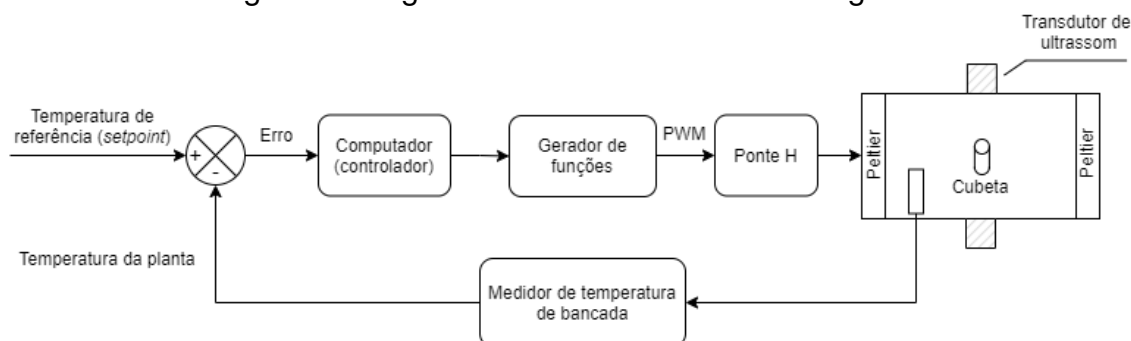 Transdutor de
ultrassom
Temperatura de
referência (setpoint)
+
-
Erro
Computador
(controlador)
Gerador de
funções
PWM
Ponte H
Peltier
Cubeta
Peltier
Temperatura da planta
Medidor de temperatura
de bancada